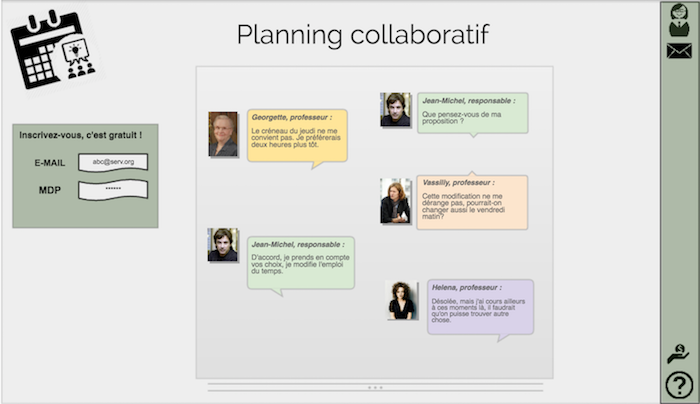 Planning collaboratif
Inscrivez-vous, c'est gratuit !
E-MAIL
abc@serv.org
MDP
••••••
Georgette, professeur :
Le créneau du jeudi ne me
convient pas. Je préfèrerais
deux heures plus tôt.
Jean-Michel, responsable :
Que pensez-vous de ma
proposition ?
Vassiliy, professeur :
Cette modification ne me
dérange pas, pourrait-on
changer aussi le vendredi
matin?
Jean-Michel, responsable :
D'accord, je prends en compte
vos choix, je modifie l'emploi
du temps.
Helena, professeur :
Désolée, mais j'ai cours ailleurs
à ces moments là, il faudrait
qu'on puisse trouver autre
chose.